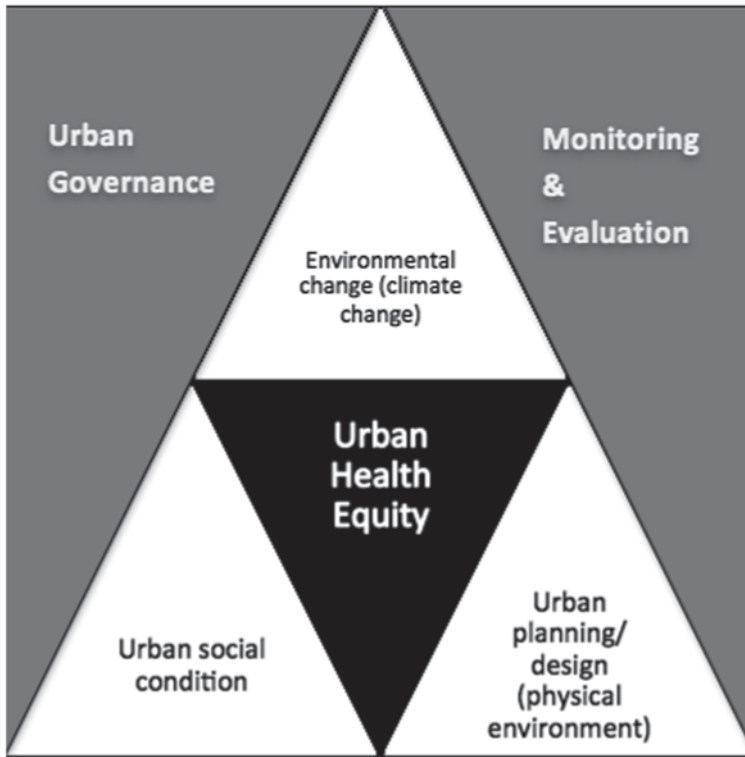 Urban
Governance
Monitoring
&
Evaluation
Environmental
change (climate
change)
Urban
Health
Equity
Urban social
condition
Urban
planning/
design
(physical
environment)